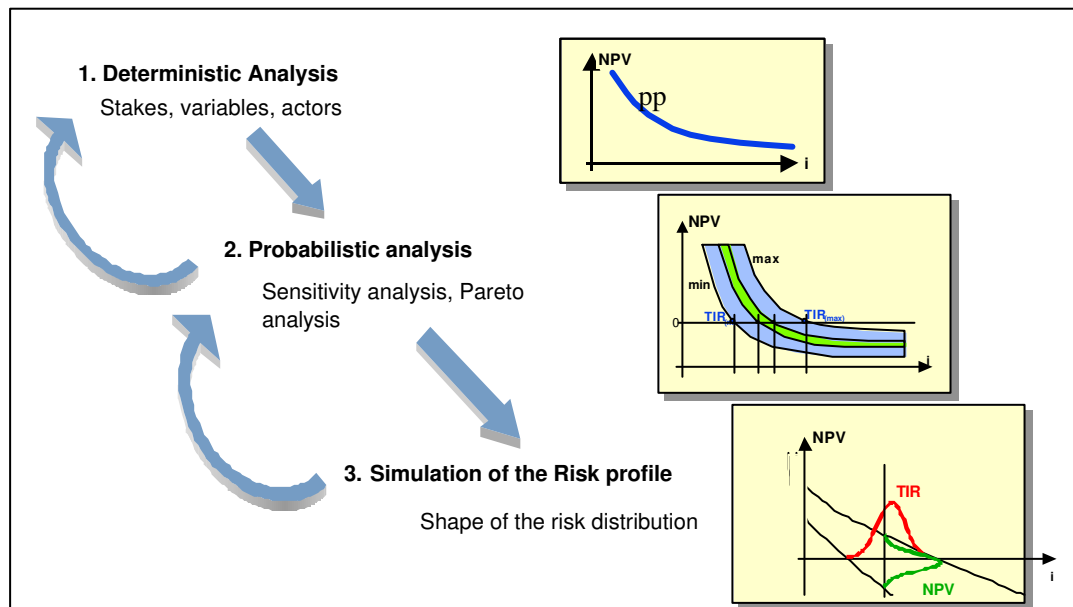 1. Deterministic Analysis
Stakes, variables, actors
2. Probabilistic analysis
Sensitivity analysis, Pareto
analysis
3. Simulation of the Risk profile
Shape of the risk distribution
NPV
pp
i
NPV
max
min
TIR
TIR(max)
0
i
NPV
TIR
NPV
i